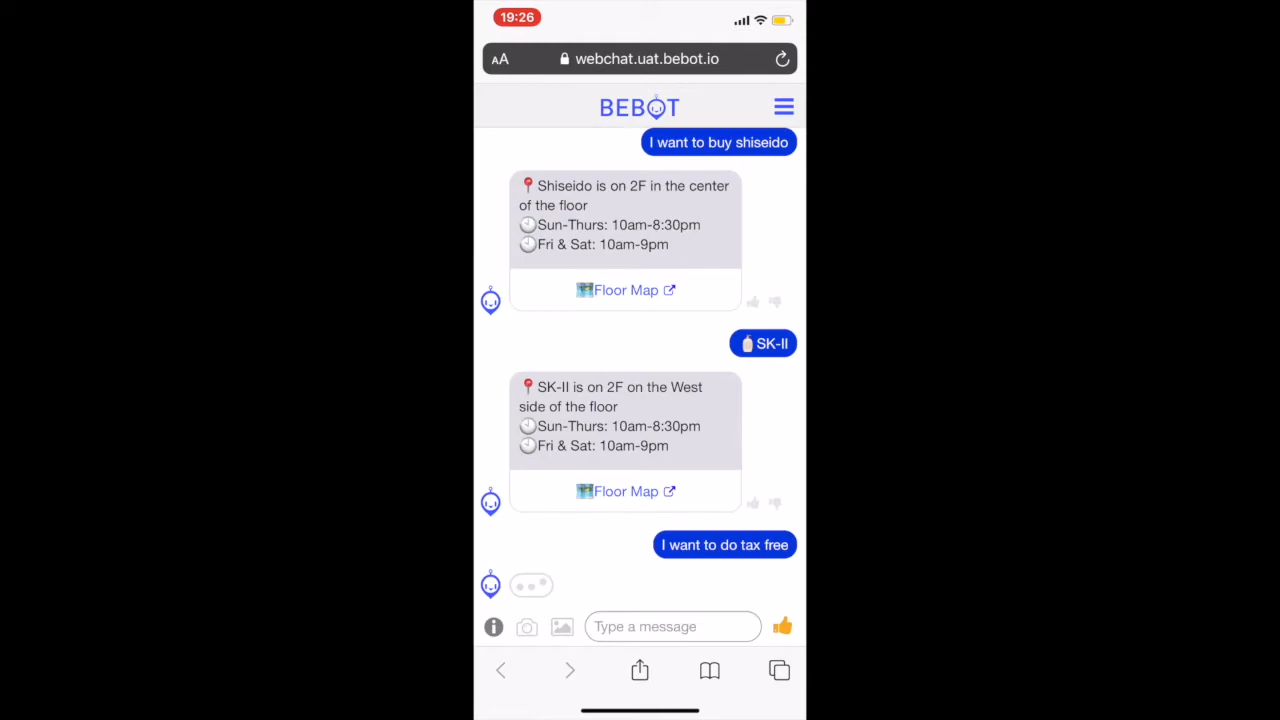 19:26
AA webchat.uat.bebot.io
BEBOT
I want to buy shiseido
📍Shiseido is on 2F in the center
of the floor
🕙Sun-Thurs: 10am-8:30pm
🕙Fri & Sat: 10am-9pm
🗺️Floor Map
🧴SK-II
📍SK-II is on 2F on the West
side of the floor
🕙Sun-Thurs: 10am-8:30pm
🕙Fri & Sat: 10am-9pm
🗺️Floor Map
I want to do tax free
Type a message